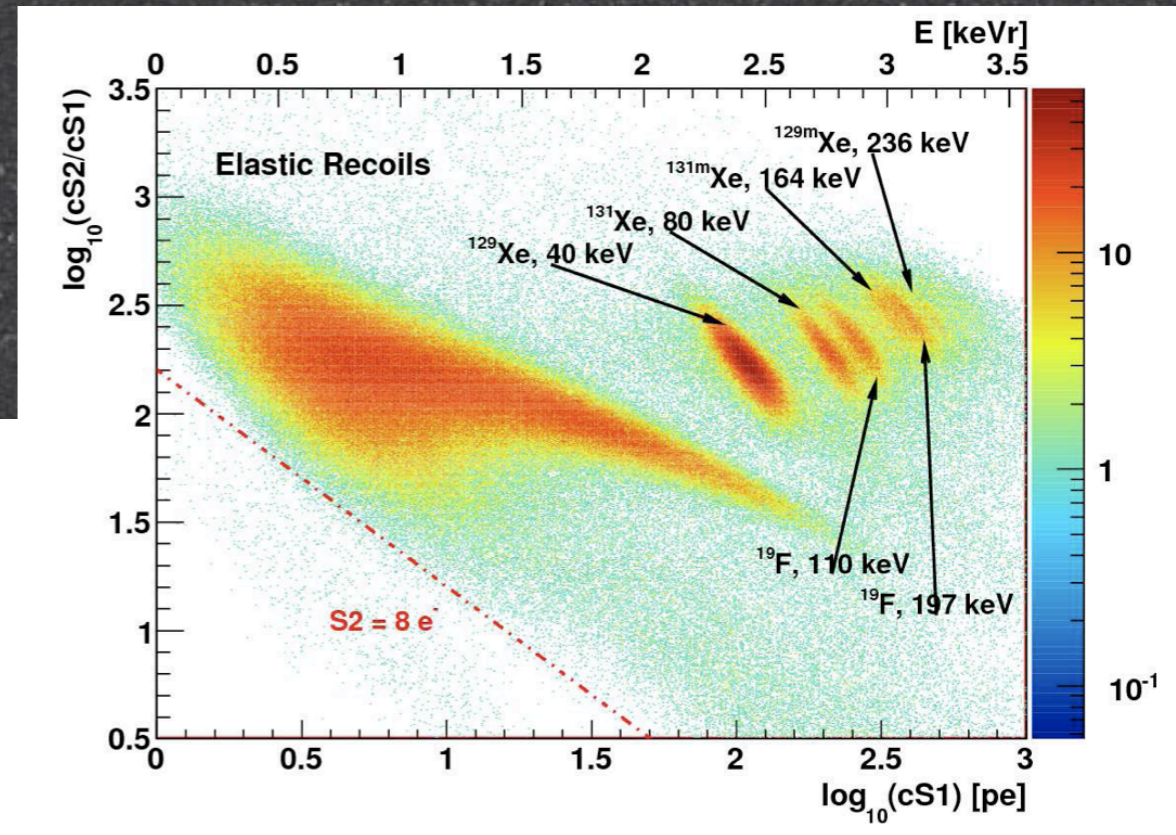 E [keVr]
0 0.5 1 1.5 2 2.5 3 3.5
log₁₀(cS2/cS1)
3.5
3
2.5
2
1.5
1
0.5
Elastic Recoils
¹²⁹ᵐXe, 236 keV
¹³¹ᵐXe, 164 keV
¹³¹Xe, 80 keV
¹²⁹Xe, 40 keV
¹⁹F, 110 keV
¹⁹F, 197 keV
S2 = 8 e⁻
10
1
10⁻¹
0 0.5 1 1.5 2 2.5 3
log₁₀(cS1) [pe]